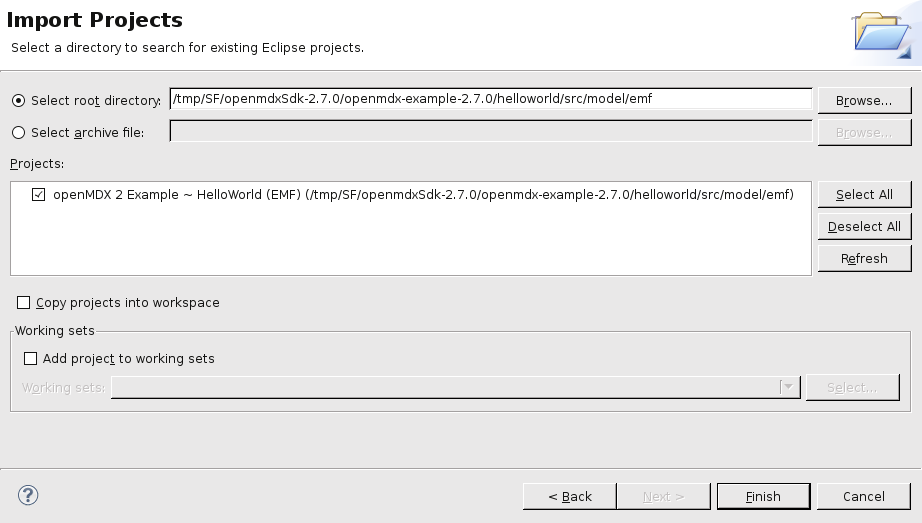 Import Projects
Select a directory to search for existing Eclipse projects.
Select root directory: /tmp/SF/openmdxSdk-2.7.0/openmdx-example-2.7.0/helloworld/src/model/emf Browse...
Select archive file: Browse...
Projects:
openMDX 2 Example ~ HelloWorld (EMF) (/tmp/SF/openmdxSdk-2.7.0/openmdx-example-2.7.0/helloworld/src/model/emf) Select All
Deselect All
Refresh
Copy projects into workspace
Working sets
Add project to working sets
Working sets: Select...
? < Back Next > Finish Cancel